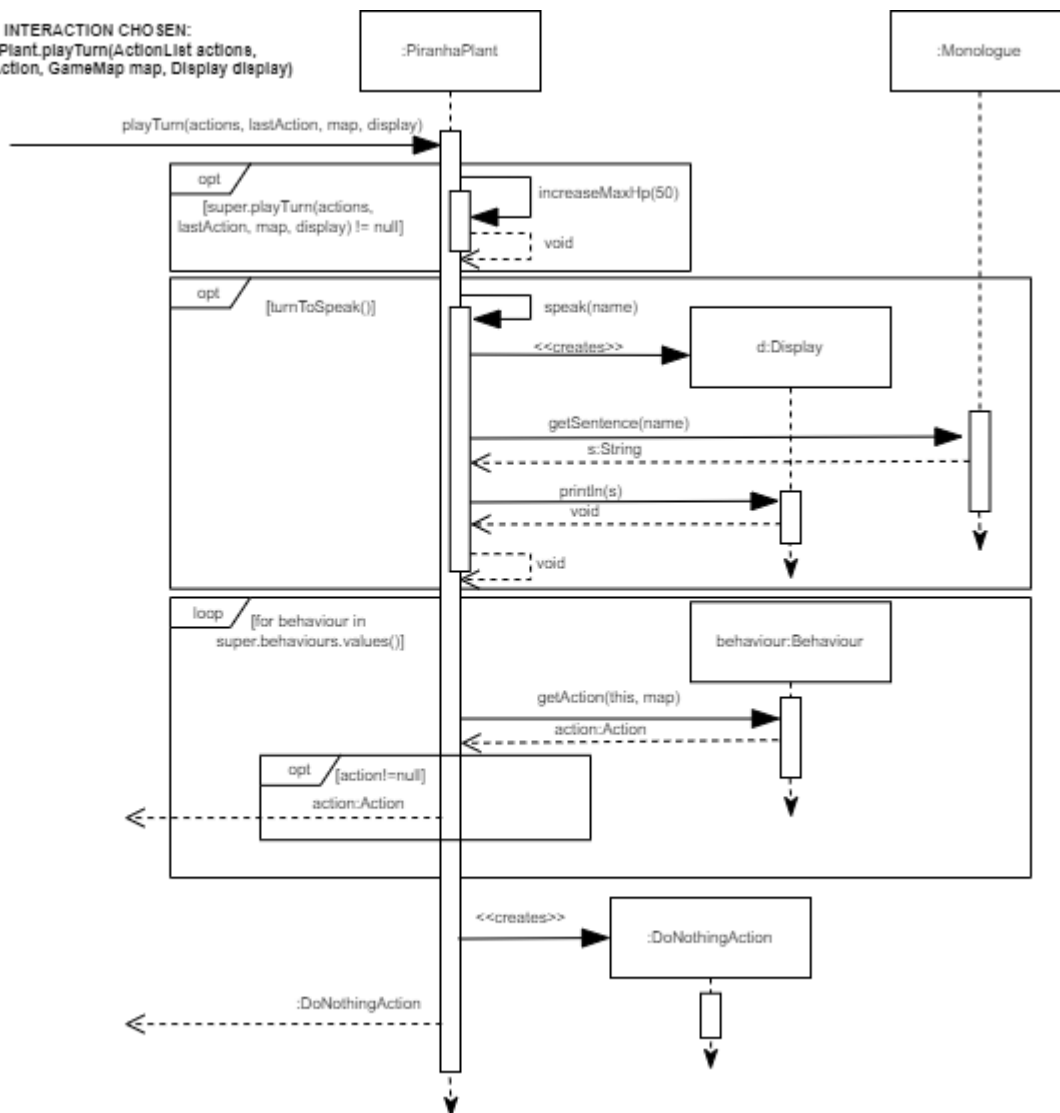 INTERACTION CHOSEN:
Plant.playTurn(ActionList actions,
Action, GameMap map, Display display)
:PiranhaPlant
:Monologue
playTurn(actions, lastAction, map, display)
opt
[super.playTurn(actions,
lastAction, map, display) != null]
increaseMaxHp(50)
void
opt
[turnToSpeak()]
speak(name)
<<creates>>
d:Display
getSentence(name)
s:String
println(s)
void
void
loop
[for behaviour in
super.behaviours.values()]
behaviour:Behaviour
getAction(this, map)
action:Action
opt
[action!=null]
action:Action
<<creates>>
:DoNothingAction
:DoNothingAction